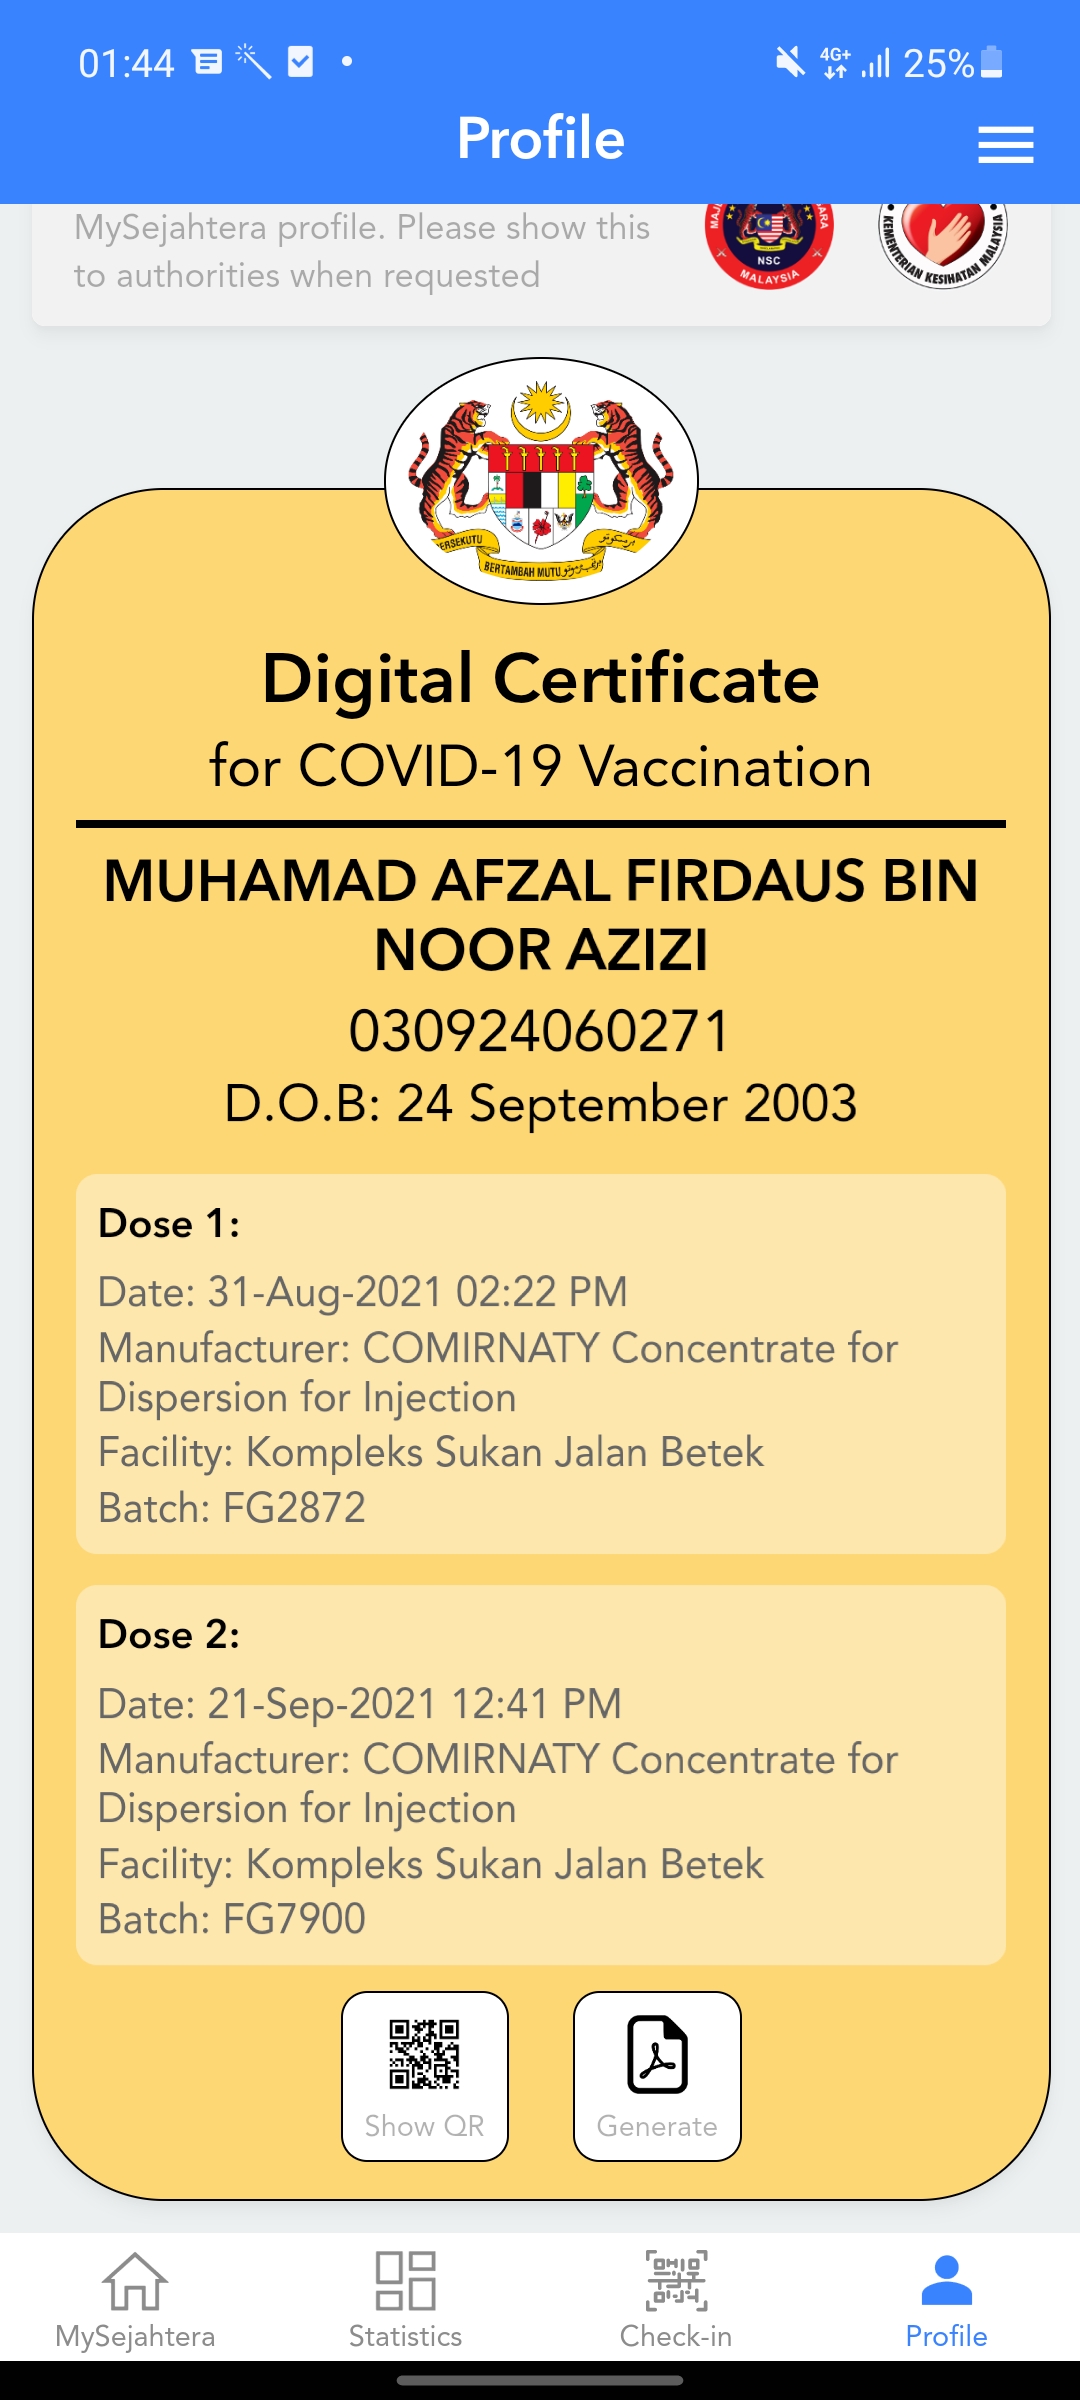 01:44
4G+
25%
Profile
MySejahtera profile. Please show this
to authorities when requested
NSC
MALAYSIA
KEMENTERIAN KESIHATAN MALAYSIA
BERTAMBAH MUTU
Digital Certificate
for COVID-19 Vaccination
MUHAMAD AFZAL FIRDAUS BIN
NOOR AZIZI
030924060271
D.O.B: 24 September 2003
Dose 1:
Date: 31-Aug-2021 02:22 PM
Manufacturer: COMIRNATY Concentrate for
Dispersion for Injection
Facility: Kompleks Sukan Jalan Betek
Batch: FG2872
Dose 2:
Date: 21-Sep-2021 12:41 PM
Manufacturer: COMIRNATY Concentrate for
Dispersion for Injection
Facility: Kompleks Sukan Jalan Betek
Batch: FG7900
Show QR
Generate
MySejahtera
Statistics
Check-in
Profile